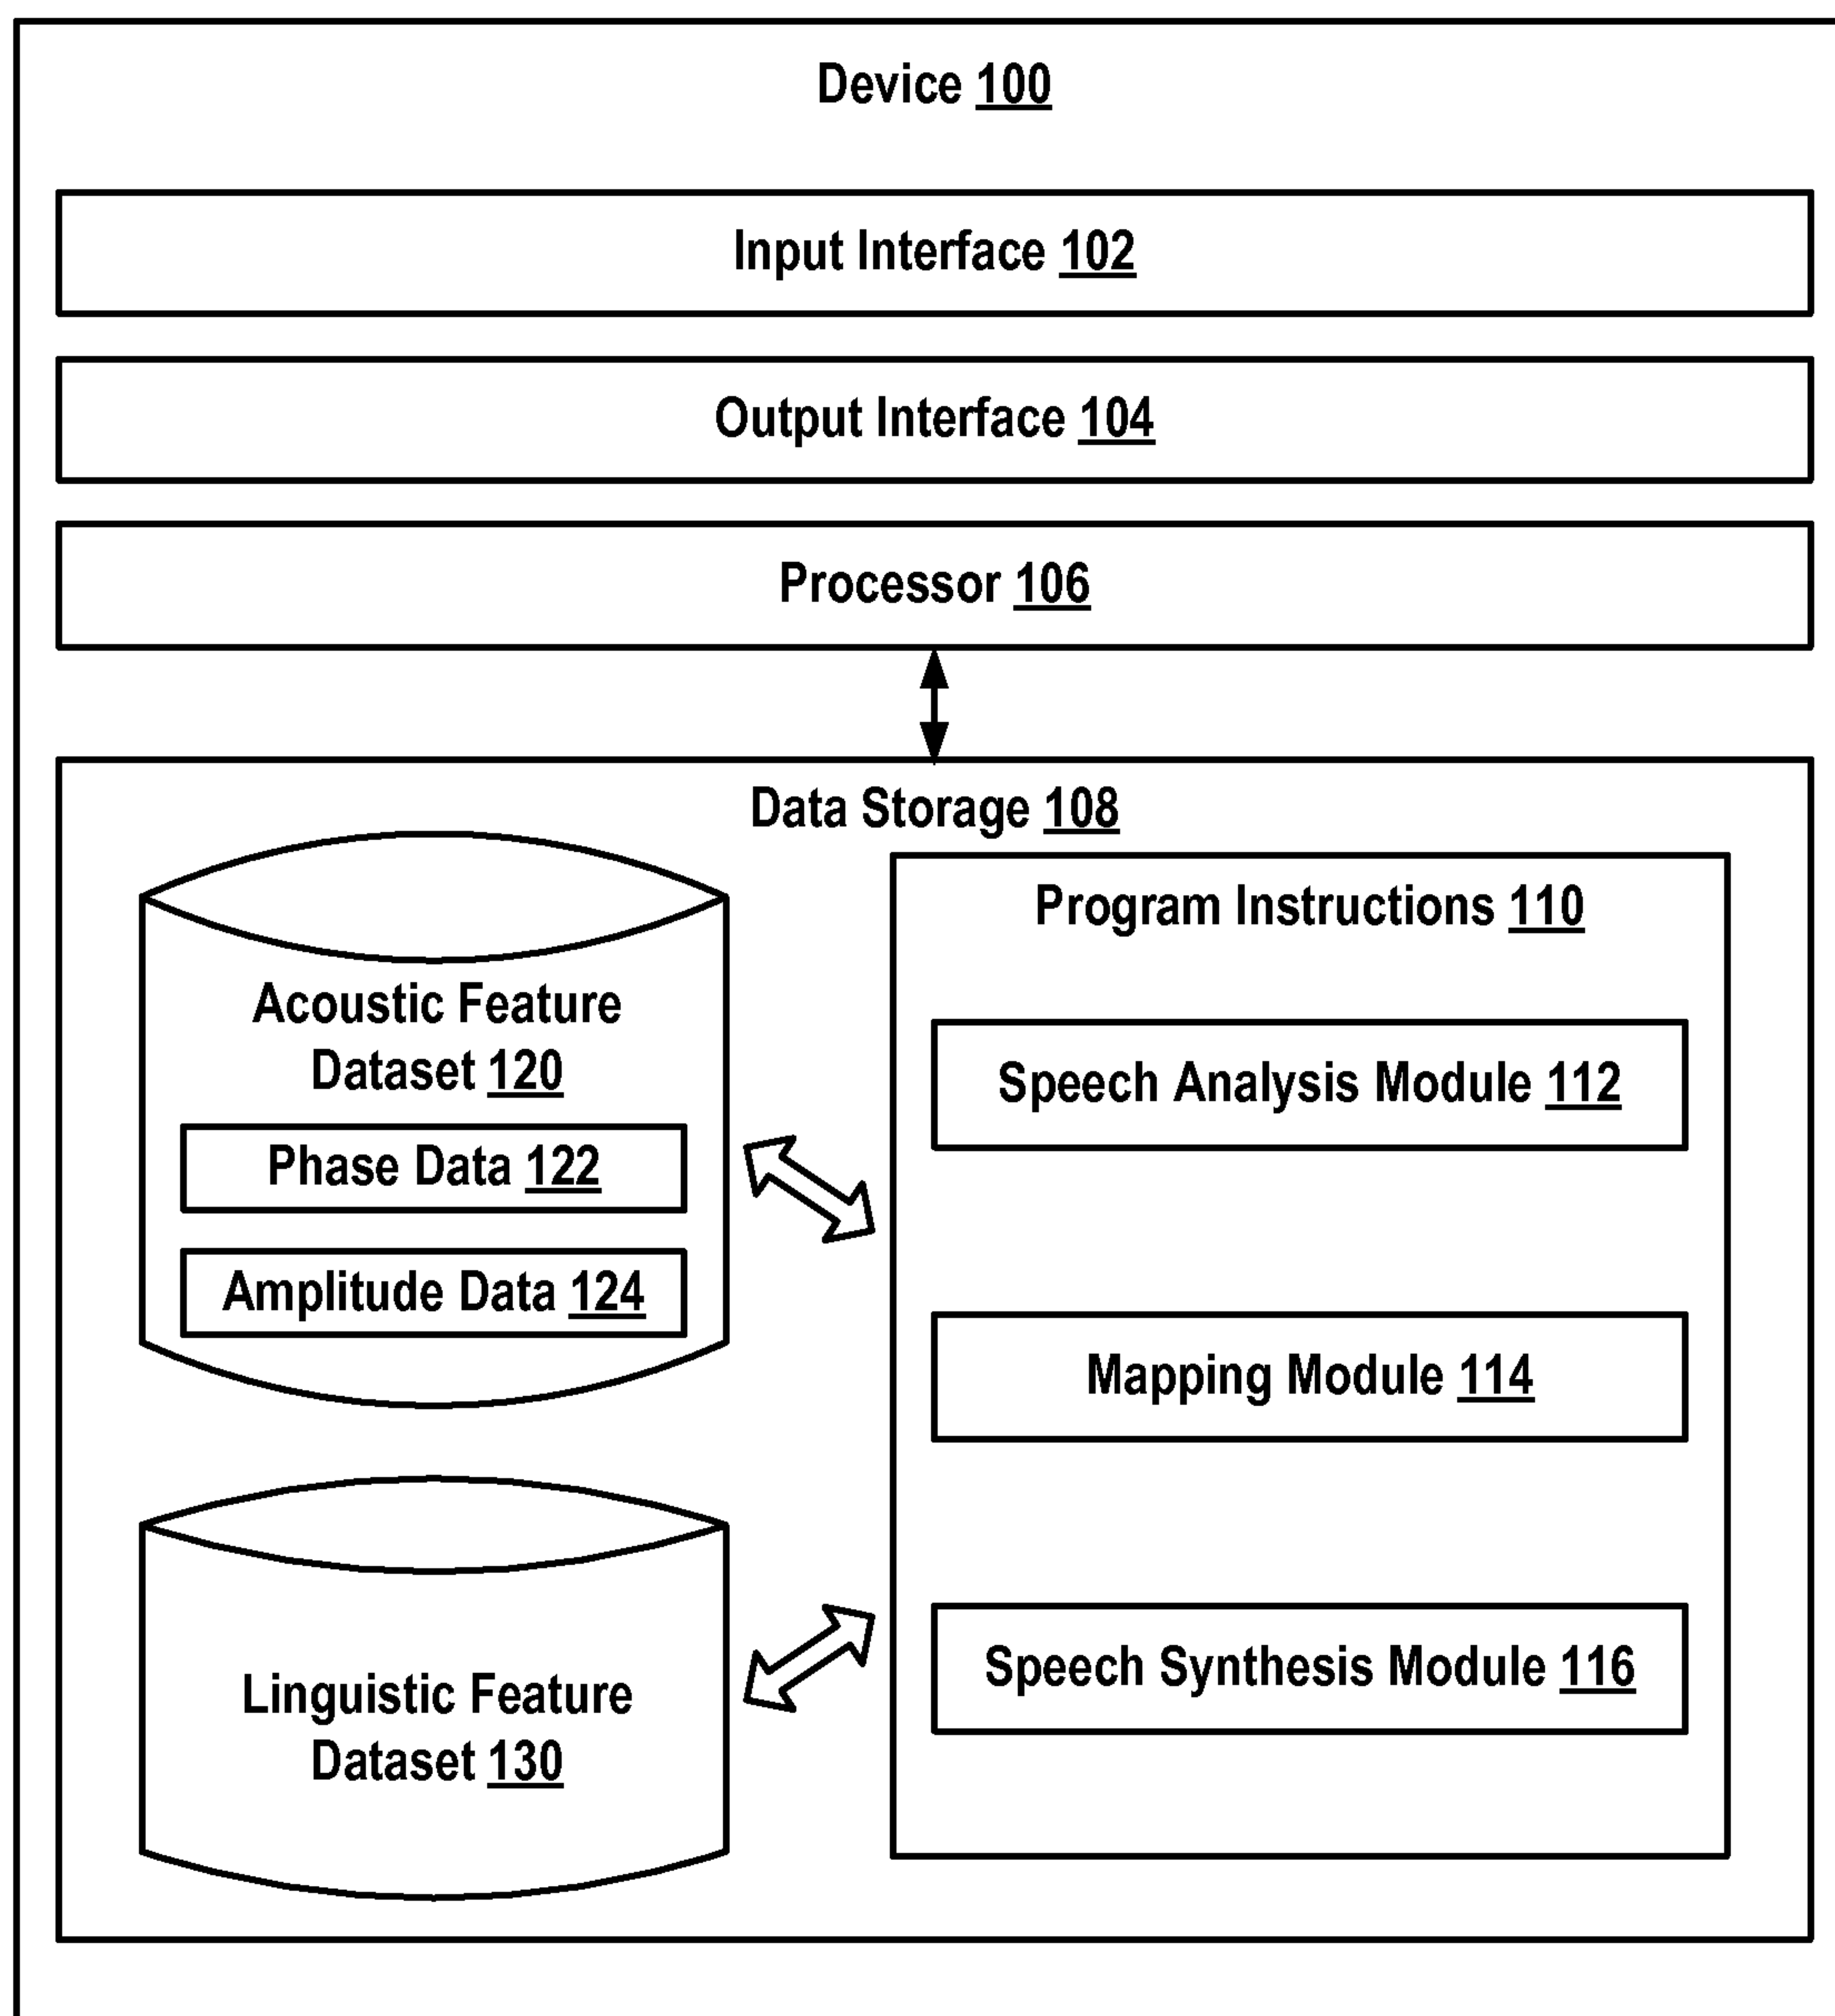 Device 100
Input Interface 102
Output Interface 104
Processor 106
Data Storage 108
Acoustic Feature
Dataset 120
Phase Data 122
Amplitude Data 124
Linguistic Feature
Dataset 130
Program Instructions 110
Speech Analysis Module 112
Mapping Module 114
Speech Synthesis Module 116